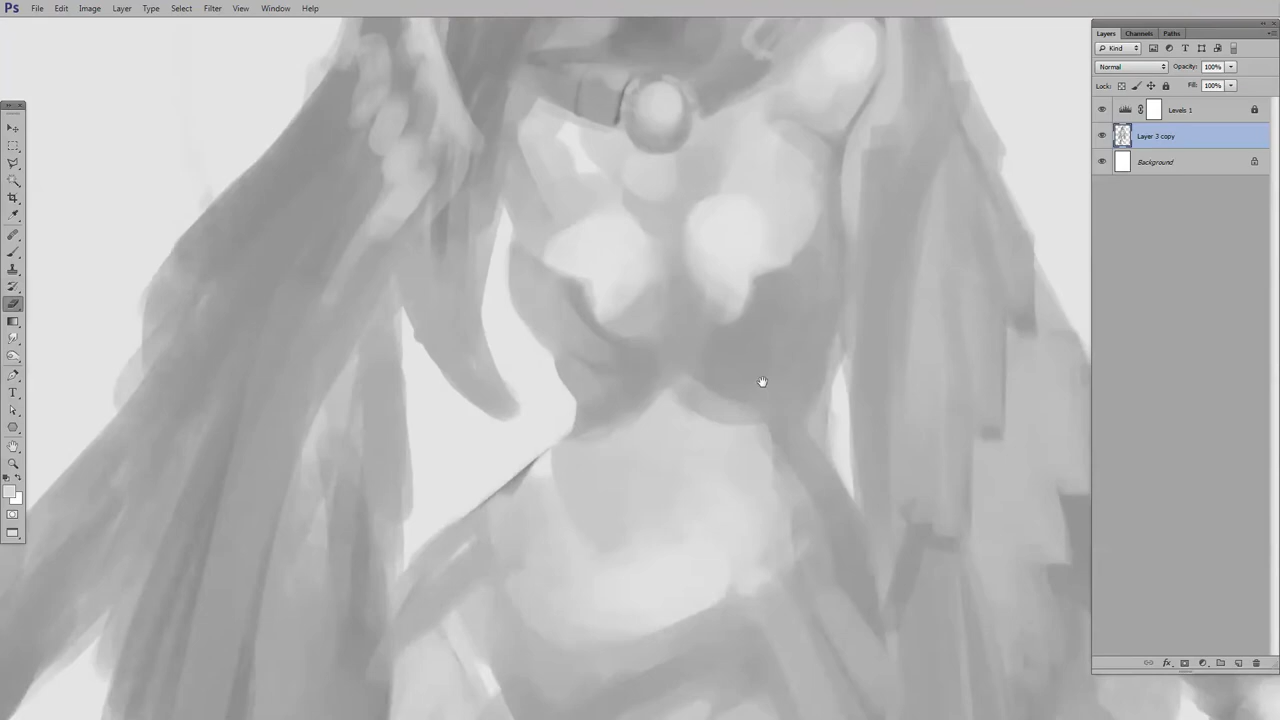 Ps File Edit Image Layer Type Select Filter View Window Help
Layers Channels Paths
Kind
Normal Opacity: 100%
Lock: Fill: 100%
Levels 1
Layer 3 copy
Background